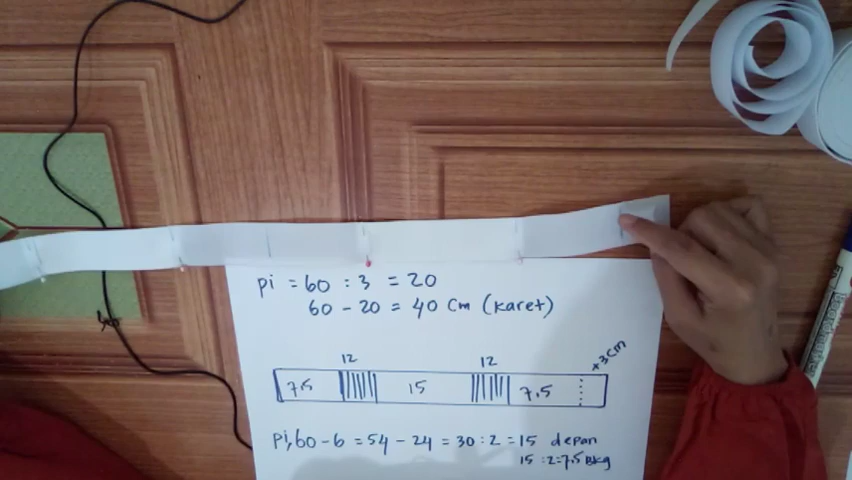 pi = 60 : 3 = 20
60 - 20 = 40 Cm (karet)
12 12 +3cm
7.5 15 7.5
pi, 60 - 6 = 54 - 24 = 30 : 2 = 15 depan
15 : 2 = 7.5 Bkg